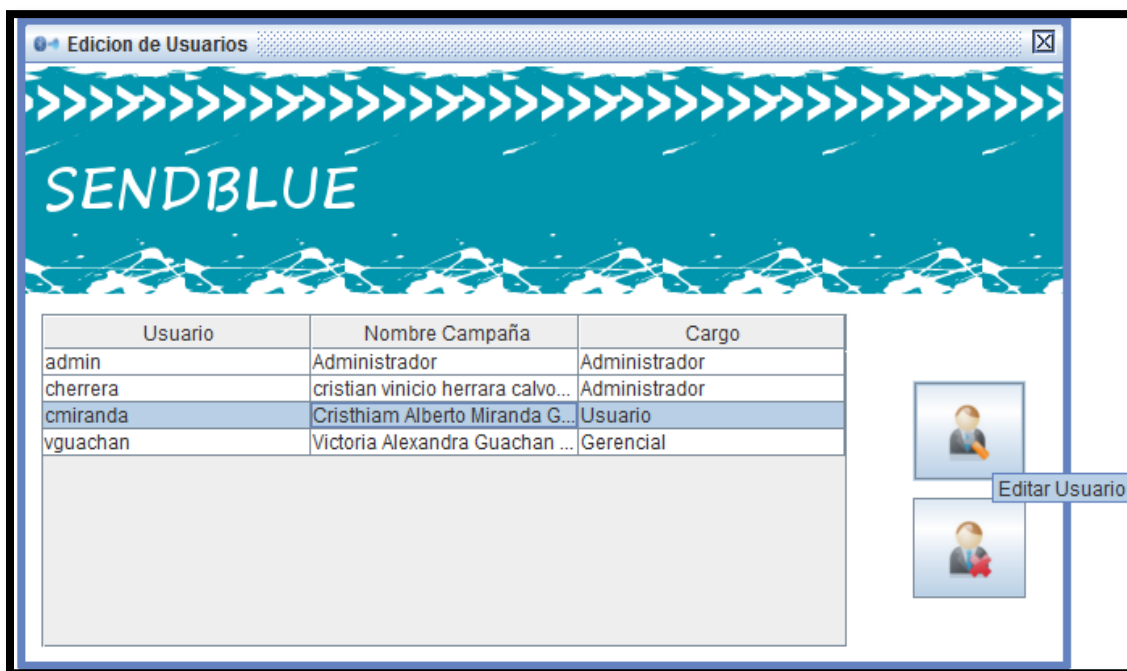 Edicion de Usuarios
SENDBLUE
Usuario Nombre Campaña Cargo
admin Administrador Administrador
cherrera cristian vinicio herrara calvo... Administrador
cmiranda Cristhiam Alberto Miranda G... Usuario
vguachan Victoria Alexandra Guachan ... Gerencial
Editar Usuario